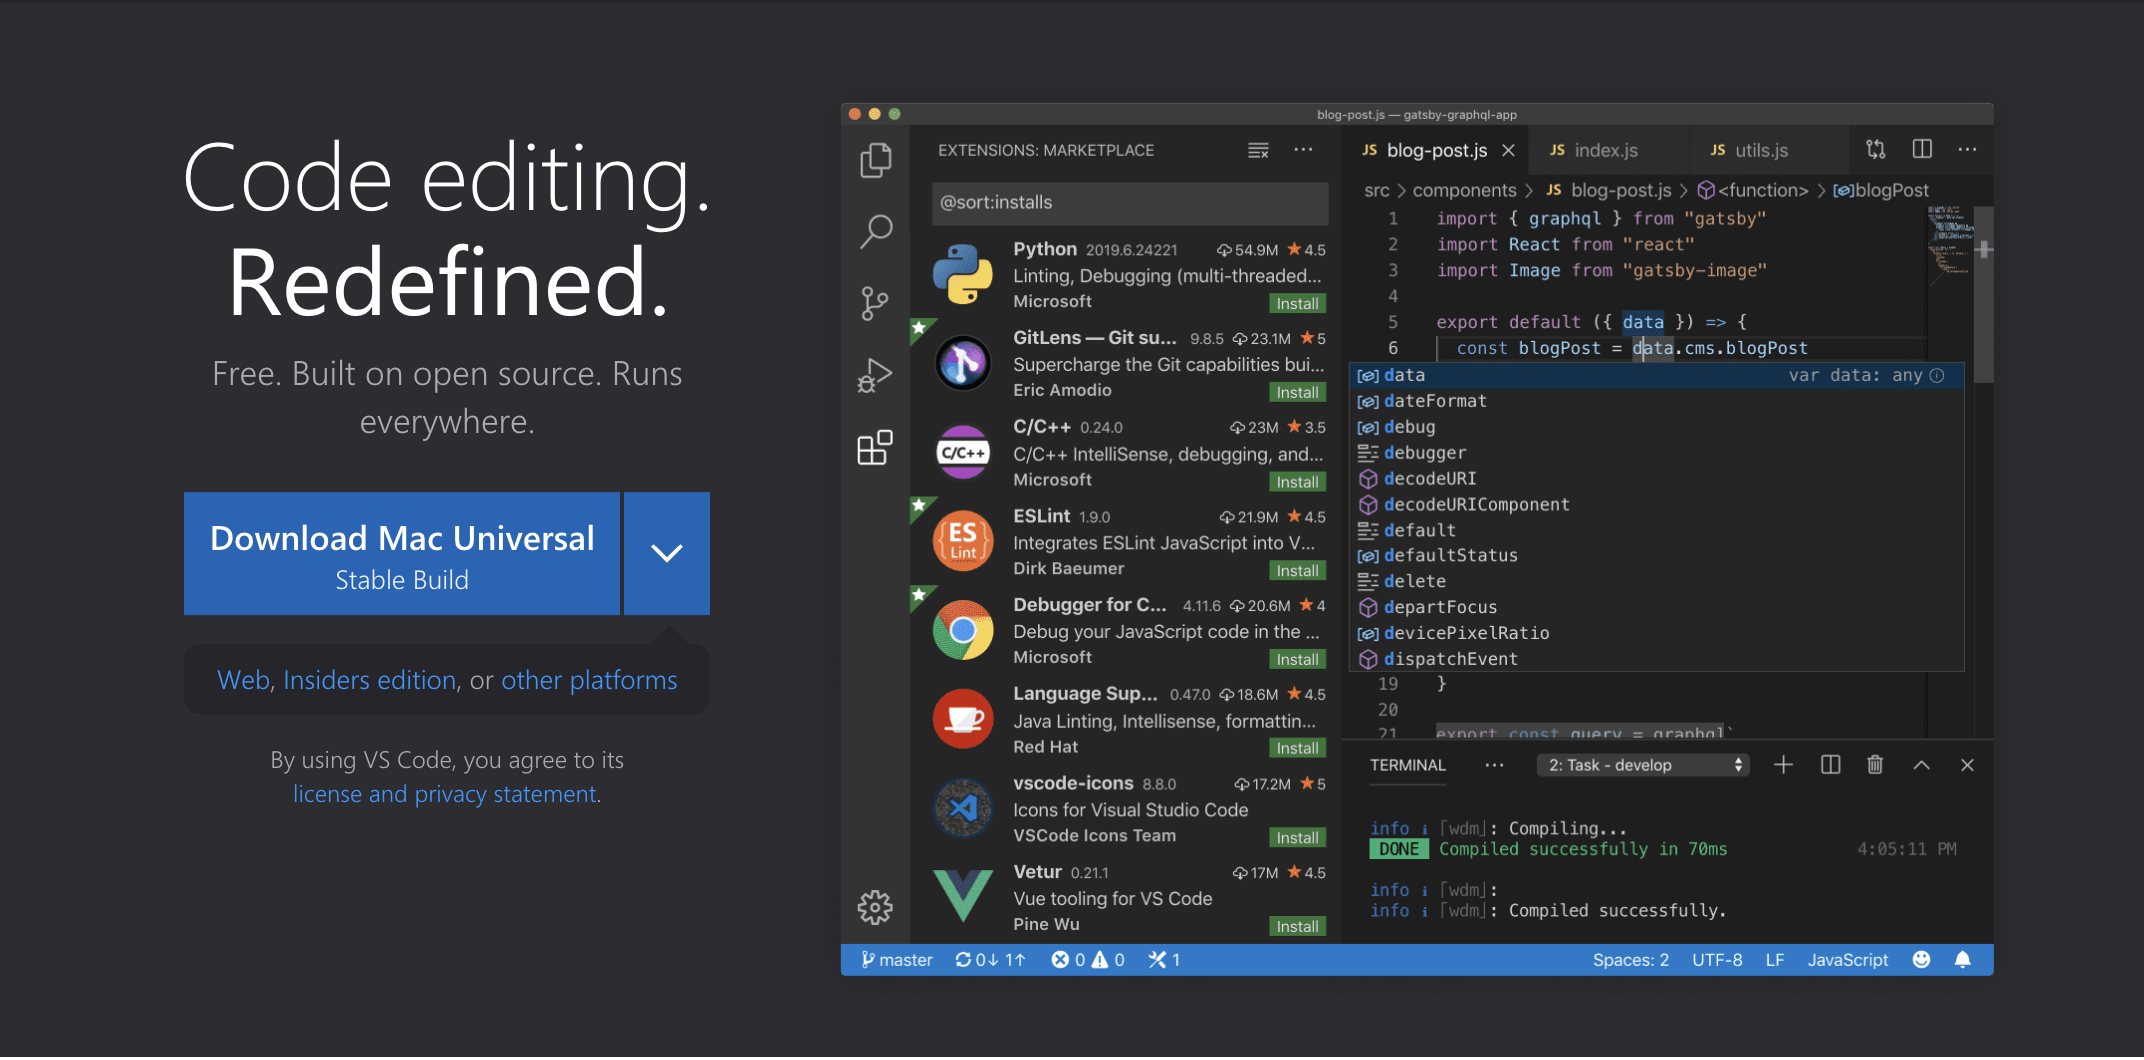 Code editing.
Redefined.
Free. Built on open source. Runs
everywhere.
Download Mac Universal
Stable Build
Web, Insiders edition, or other platforms
By using VS Code, you agree to its
license and privacy statement.
blog-post.js — gatsby-graphql-app
EXTENSIONS: MARKETPLACE
@sort:installs
Python 2019.6.24221 54.9M 4.5
Linting, Debugging (multi-threaded...
Microsoft Install
GitLens — Git su... 9.8.5 23.1M 5
Supercharge the Git capabilities bui...
Eric Amodio Install
C/C++
C/C++ 0.24.0 23M 3.5
C/C++ IntelliSense, debugging, and...
Microsoft Install
ES
Lint
ESLint 1.9.0 21.9M 4.5
Integrates ESLint JavaScript into V...
Dirk Baeumer Install
Debugger for C... 4.11.6 20.6M 4
Debug your JavaScript code in the ...
Microsoft Install
Language Sup... 0.47.0 18.6M 4.5
Java Linting, Intellisense, formattin...
Red Hat Install
vscode-icons 8.8.0 17.2M 5
Icons for Visual Studio Code
VSCode Icons Team Install
Vetur 0.21.1 17M 4.5
Vue tooling for VS Code
Pine Wu Install
JS blog-post.js JS index.js JS utils.js
src > components > JS blog-post.js > <function> > blogPost
1 import { graphql } from "gatsby"
2 import React from "react"
3 import Image from "gatsby-image"
4
5 export default ({ data }) => {
6 const blogPost = data.cms.blogPost
data var data: any
dateFormat
debug
debugger
decodeURI
decodeURIComponent
default
defaultStatus
delete
departFocus
devicePixelRatio
dispatchEvent
19 }
20
21 export const query = graphql`
TERMINAL ... 2: Task - develop
info i ｢wdm｣: Compiling...
DONE Compiled successfully in 70ms 4:05:11 PM
info i ｢wdm｣:
info i ｢wdm｣: Compiled successfully.
master 0↓ 1↑ 0 0 1 Spaces: 2 UTF-8 LF JavaScript